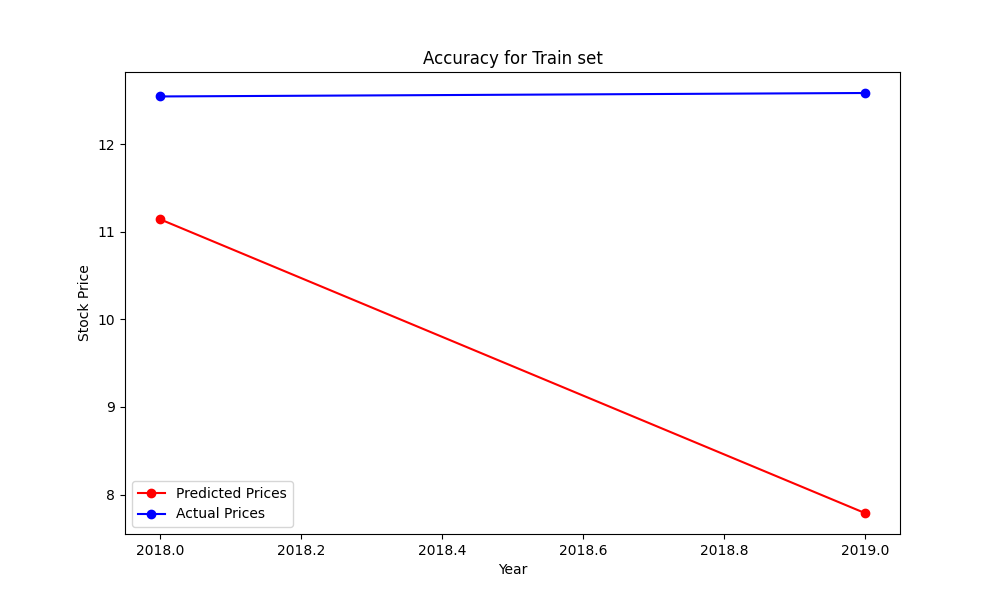 Accuracy for Train set
Stock Price
12
11
10
9
8
Predicted Prices
Actual Prices
2018.0 2018.2 2018.4 2018.6 2018.8 2019.0
Year